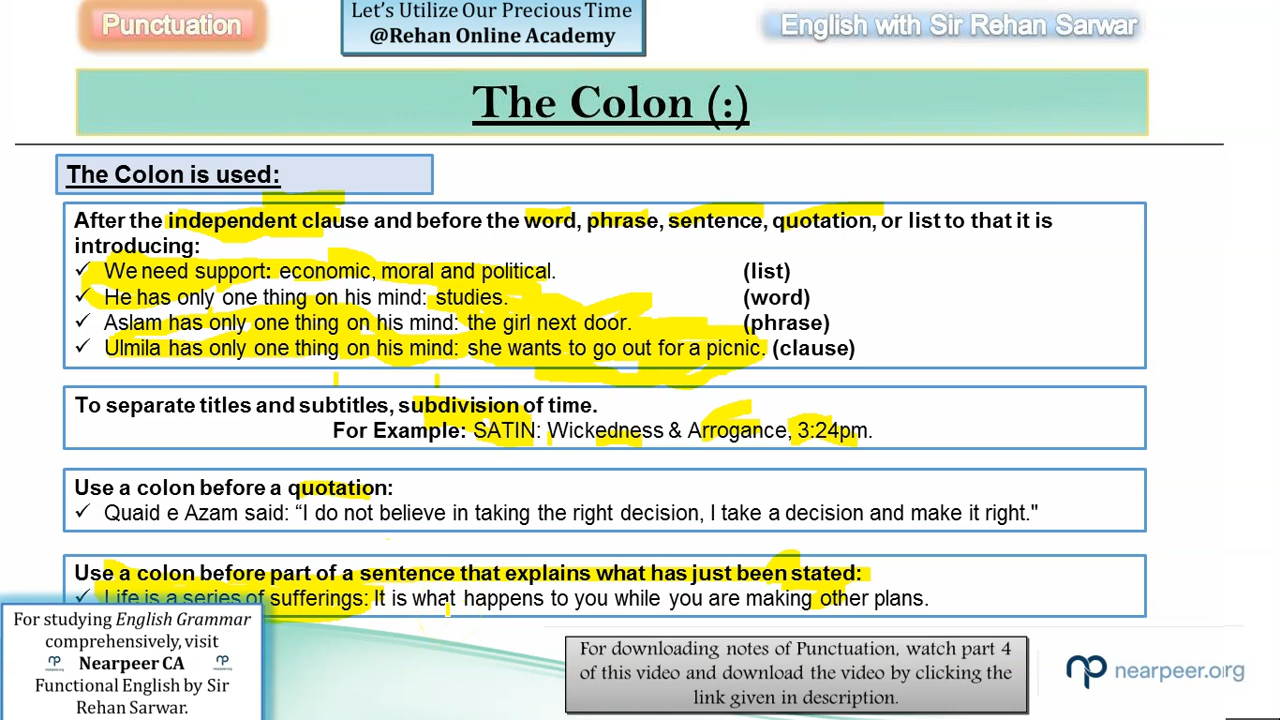 Punctuation
Let's Utilize Our Precious Time
@Rehan Online Academy
English with Sir Rehan Sarwar
The Colon (:)
The Colon is used:
After the independent clause and before the word, phrase, sentence, quotation, or list to that it is
introducing:
✓ We need support: economic, moral and political. (list)
✓ He has only one thing on his mind: studies. (word)
✓ Aslam has only one thing on his mind: the girl next door. (phrase)
✓ Ulmila has only one thing on his mind: she wants to go out for a picnic. (clause)
To separate titles and subtitles, subdivision of time.
For Example: SATIN: Wickedness & Arrogance, 3:24pm.
Use a colon before a quotation:
✓ Quaid e Azam said: “I do not believe in taking the right decision, I take a decision and make it right."
Use a colon before part of a sentence that explains what has just been stated:
✓ Life is a series of sufferings: It is what happens to you while you are making other plans.
For studying English Grammar
comprehensively, visit
Nearpeer CA
Functional English by Sir
Rehan Sarwar.
For downloading notes of Punctuation, watch part 4
of this video and download the video by clicking the
link given in description.
nearpeer.org